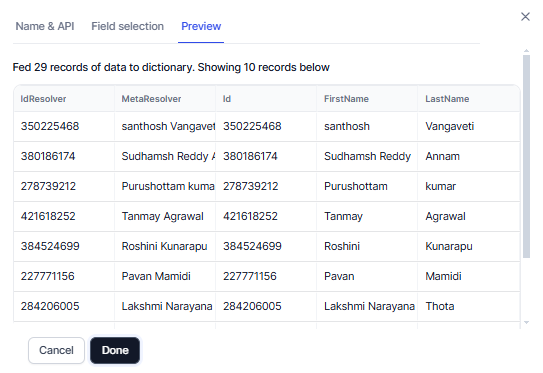 Name & API Field selection Preview
Fed 29 records of data to dictionary. Showing 10 records below
IdResolver MetaResolver Id FirstName LastName
350225468 santhosh Vangavet 350225468 santhosh Vangaveti
380186174 Sudhamsh Reddy A 380186174 Sudhamsh Reddy Annam
278739212 Purushottam kuma 278739212 Purushottam kumar
421618252 Tanmay Agrawal 421618252 Tanmay Agrawal
384524699 Roshini Kunarapu 384524699 Roshini Kunarapu
227771156 Pavan Mamidi 227771156 Pavan Mamidi
284206005 Lakshmi Narayana 284206005 Lakshmi Narayana Thota
Cancel Done